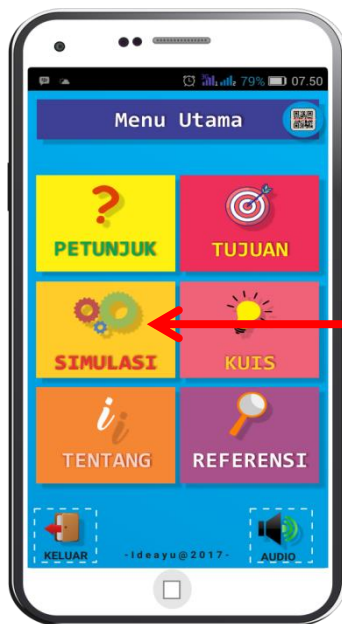 79% 07.50
Menu Utama
PETUNJUK TUJUAN
SIMULASI KUIS
TENTANG REFERENSI
KELUAR -Ideayu@2017- AUDIO